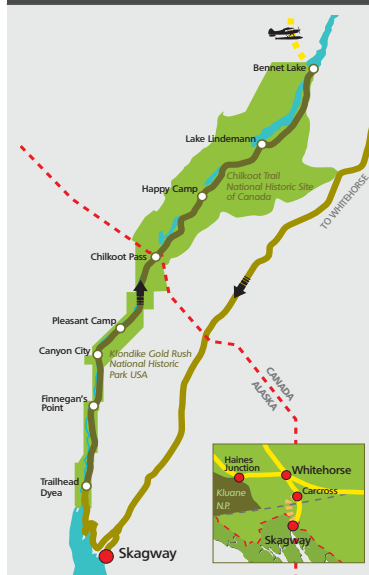 Bennet Lake
Lake Lindemann
Chilkoot Trail
National Historic Site
of Canada
Happy Camp
TO WHITEHORSE
Chilkoot Pass
Pleasant Camp
Canyon City
Klondike Gold Rush
National Historic
Park USA
CANADA
ALASKA
Finnegan's
Point
Trailhead
Dyea
Skagway
Haines
Junction
Whitehorse
Kluane
N.P.
Carcross
Skagway